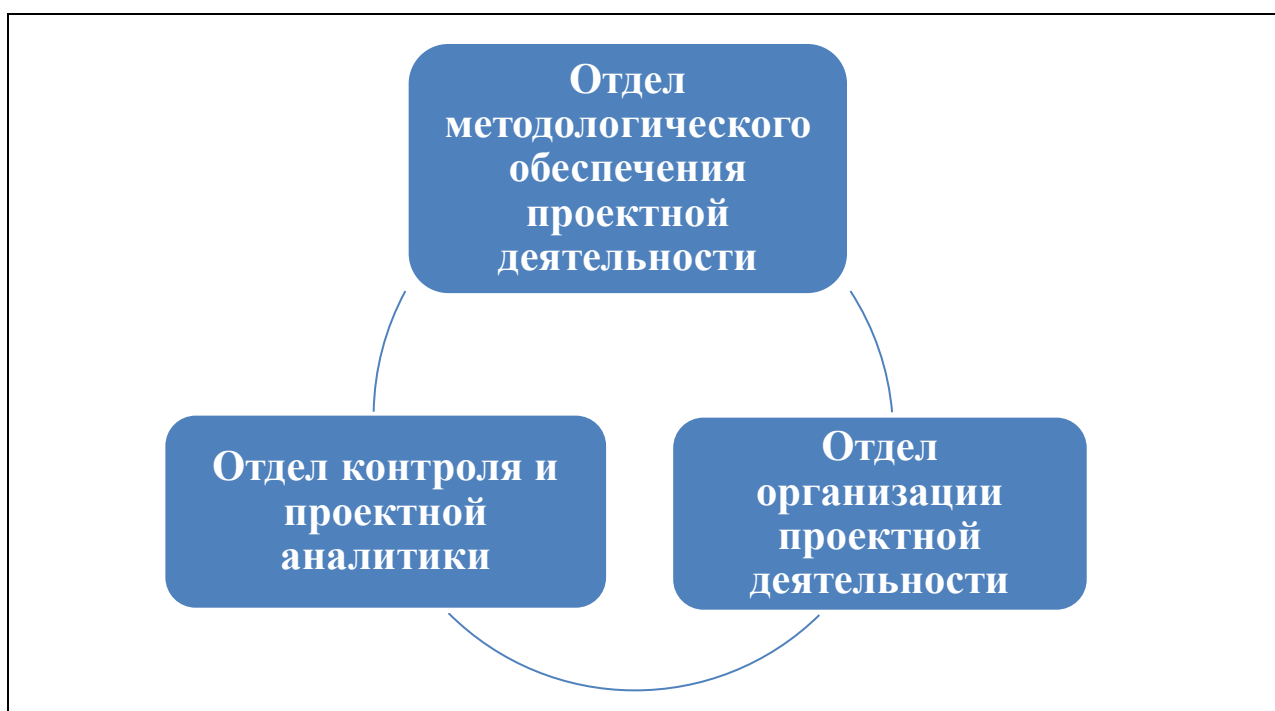 Отдел
методологического
обеспечения
проектной
деятельности
Отдел контроля и
проектной
аналитики
Отдел
организации
проектной
деятельности